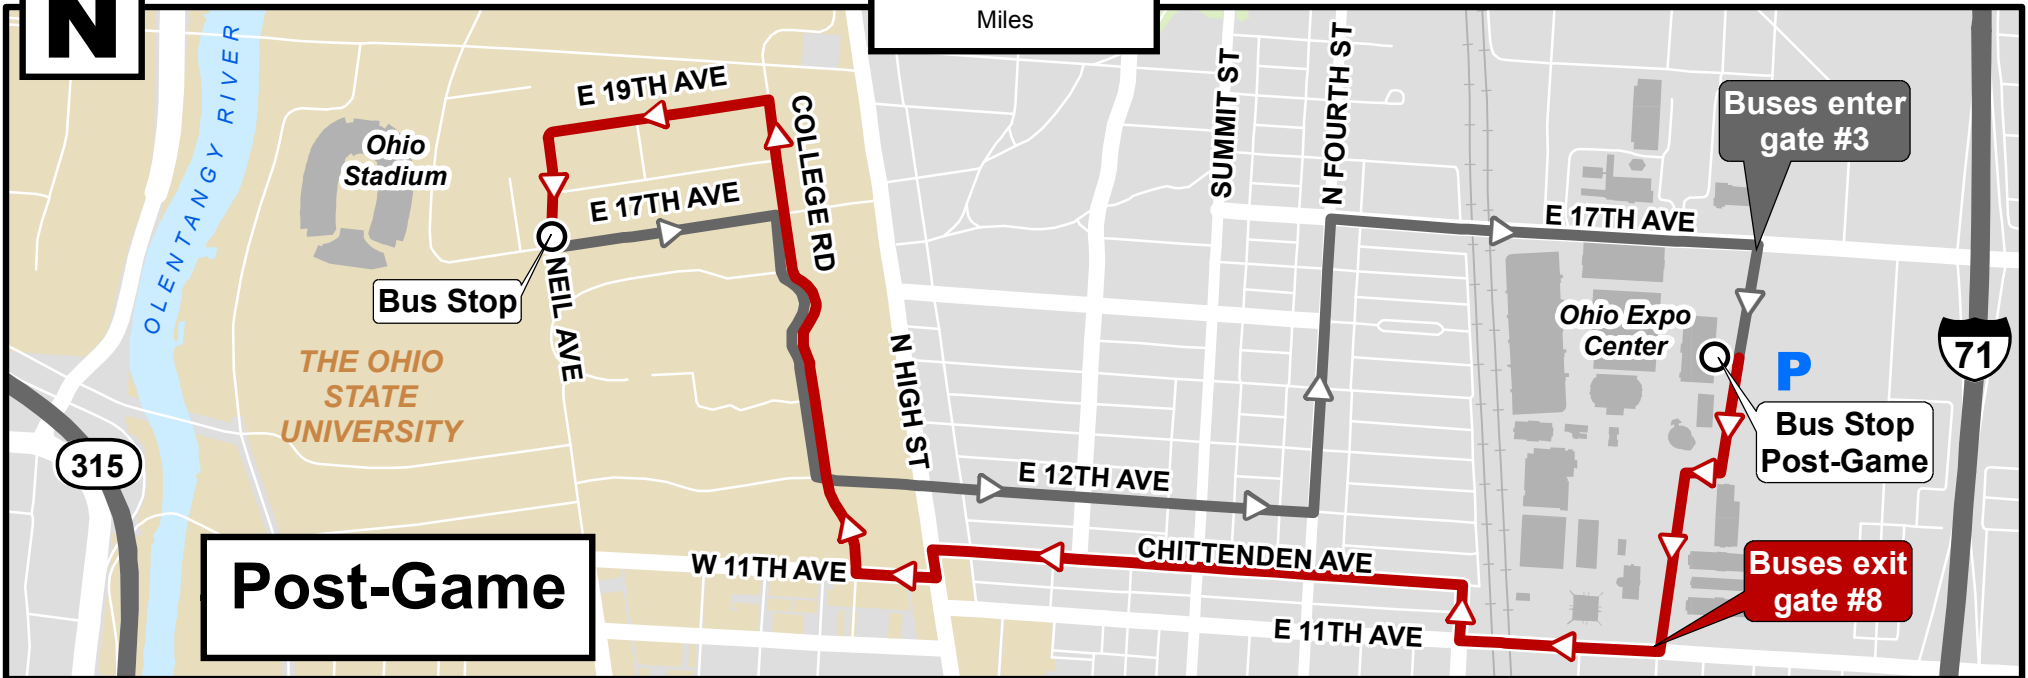 N
Miles
OLENTANGY RIVER
Ohio
Stadium
E 19TH AVE
COLLEGE RD
E 17TH AVE
Bus Stop
NEIL AVE
THE OHIO
STATE
UNIVERSITY
315
N HIGH ST
SUMMIT ST
N FOURTH ST
Buses enter
gate #3
E 17TH AVE
Ohio Expo
Center
P
71
Bus Stop
Post-Game
E 12TH AVE
CHITTENDEN AVE
W 11TH AVE
E 11TH AVE
Buses exit
gate #8
Post-Game